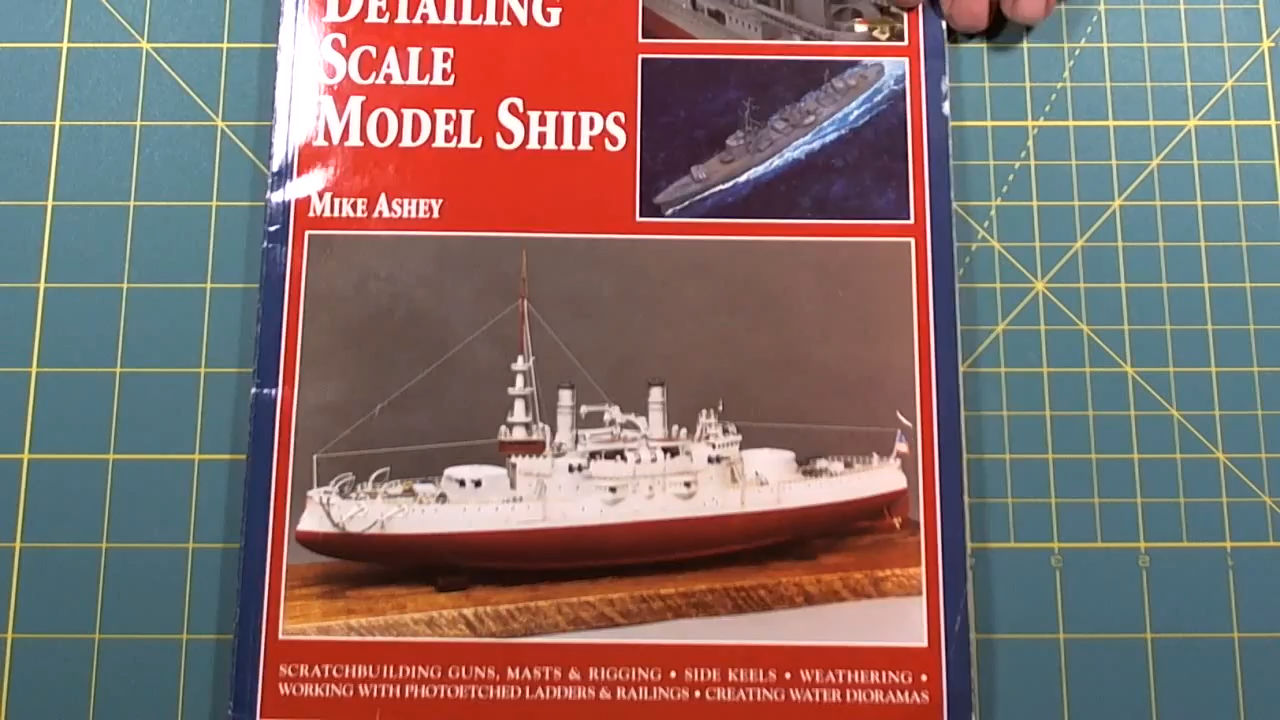 DETAILING
SCALE
MODEL SHIPS
MIKE ASHEY
SCRATCHBUILDING GUNS, MASTS & RIGGING • SIDE KEELS • WEATHERING •
WORKING WITH PHOTOETCHED LADDERS & RAILINGS • CREATING WATER DIORAMAS